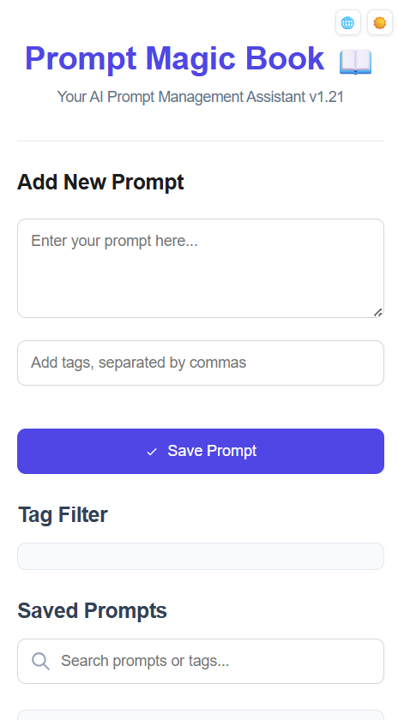 Prompt Magic Book 📖
Your AI Prompt Management Assistant v1.21
Add New Prompt
Enter your prompt here...
Add tags, separated by commas
✓ Save Prompt
Tag Filter
Saved Prompts
Search prompts or tags...